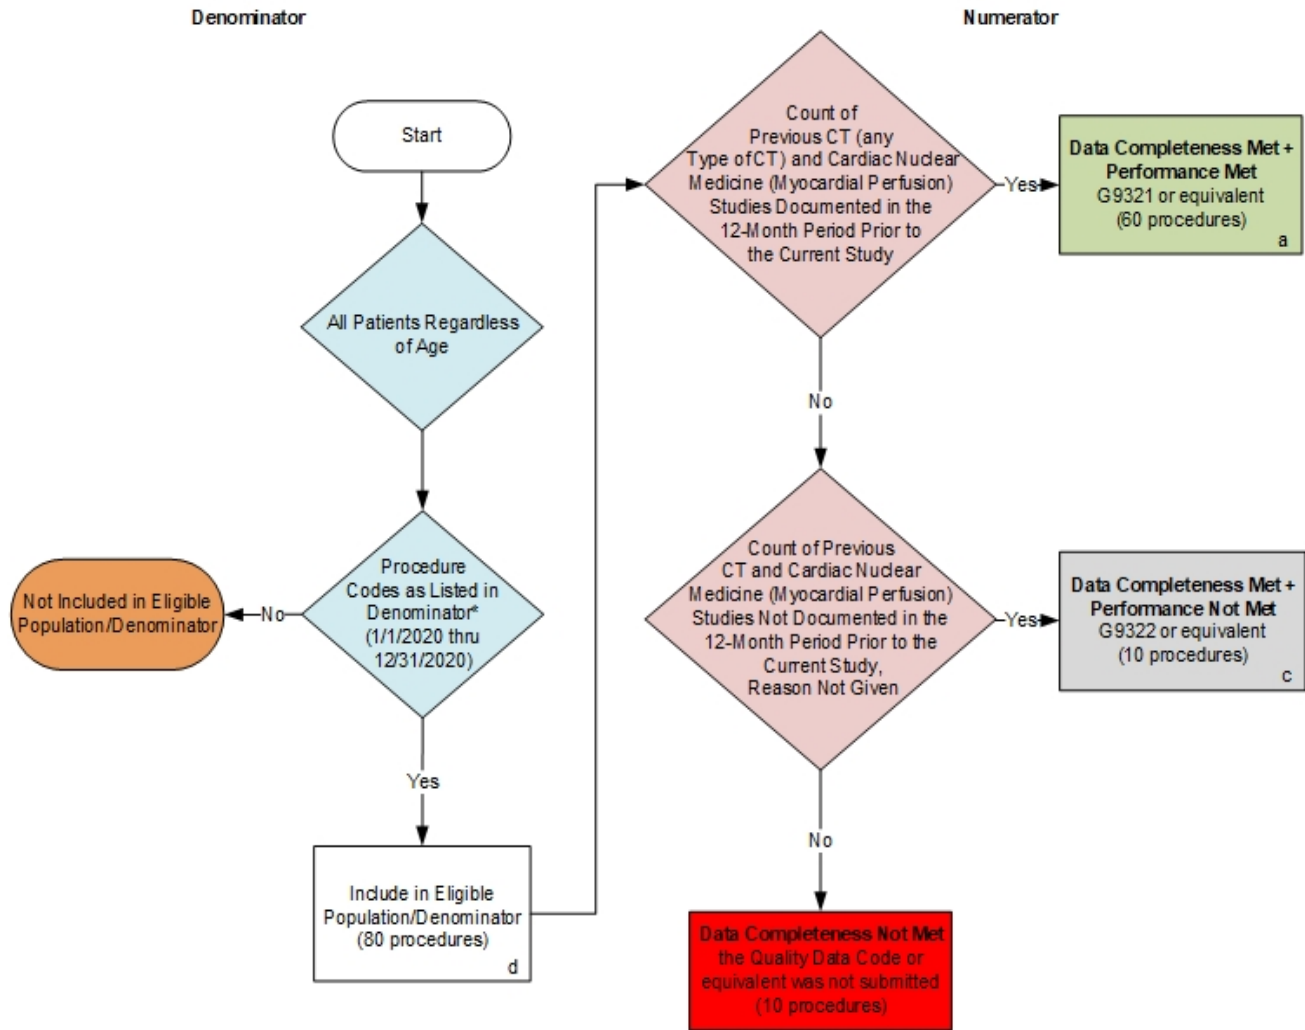 Denominator
Numerator
Start
All Patients Regardless
of Age
Procedure
Codes as Listed in
Denominator*
(1/1/2020 thru
12/31/2020)
No
Not Included in Eligible
Population/Denominator
Yes
Include in Eligible
Population/Denominator
(80 procedures)
d
Count of
Previous CT (any
Type of CT) and Cardiac Nuclear
Medicine (Myocardial Perfusion)
Studies Documented in the
12-Month Period Prior to
the Current Study
Yes
Data Completeness Met +
Performance Met
G9321 or equivalent
(60 procedures)
a
No
Count of Previous
CT and Cardiac Nuclear
Medicine (Myocardial Perfusion)
Studies Not Documented in the
12-Month Period Prior to the
Current Study,
Reason Not Given
Yes
Data Completeness Met +
Performance Not Met
G9322 or equivalent
(10 procedures)
c
No
Data Completeness Not Met
the Quality Data Code or
equivalent was not submitted
(10 procedures)